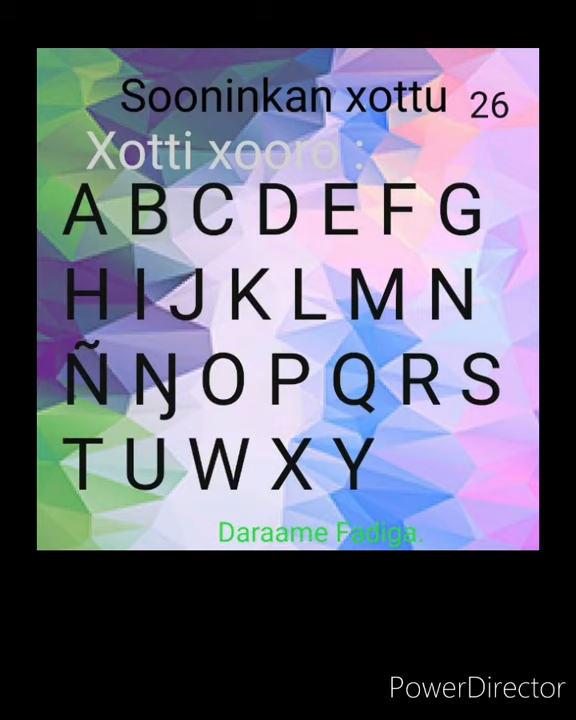 Sooninkan xottu 26
Xotti xooro :
A B C D E F G
H I J K L M N
Ñ Ŋ O P Q R S
T U W X Y
Daraame Fadiga.
PowerDirector